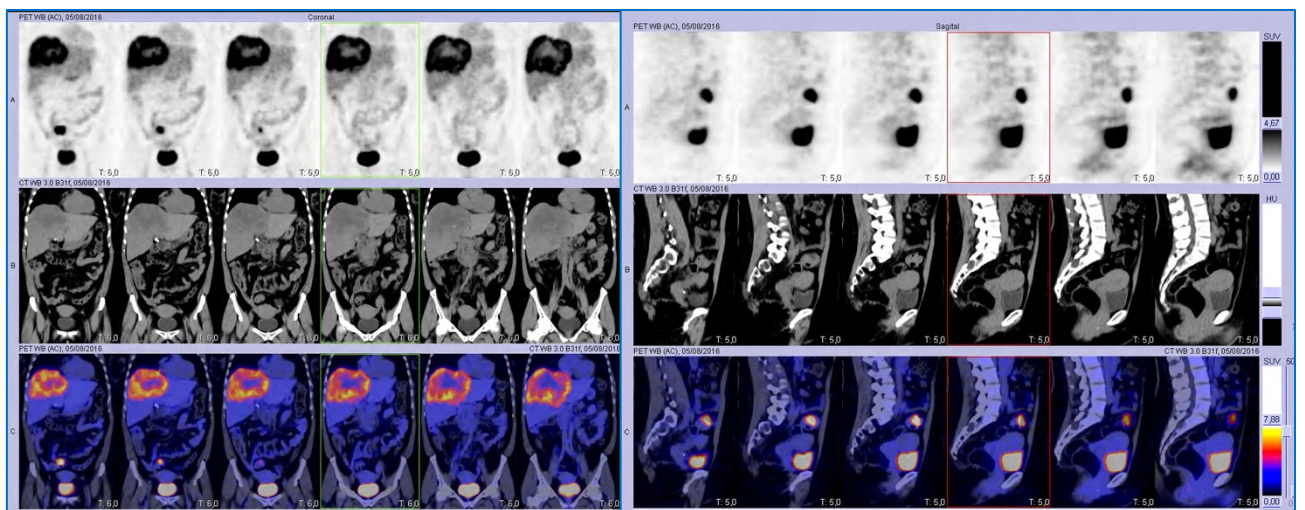 PET WB (AC), 05/08/2016 Coronal
A
T: 6,0 T: 6,0 T: 6,0 T: 6,0 T: 6,0 T: 6,0
CT WB 3.0 B31f, 05/08/2016
B
T: 6,0 T: 6,0 T: 6,0 T: 6,0 T: 6,0 T: 6,0
PET WB (AC), 05/08/2016 CT WB 3.0 B31f, 05/08/2016
C
T: 6,0 T: 6,0 T: 6,0 T: 6,0 T: 6,0 T: 6,0
PET WB (AC), 05/08/2016 Sagital
SUV
A
4,67
0,00
T: 5,0 T: 5,0 T: 5,0 T: 5,0 T: 5,0 T: 5,0
CT WB 3.0 B31f, 05/08/2016
HU
B
T: 5,0 T: 5,0 T: 5,0 T: 5,0 T: 5,0 T: 5,0
PET WB (AC), 05/08/2016 CT WB 3.0 B31f, 05/08/2016
SUV 50
7,88
C
0,00
T: 5,0 T: 5,0 T: 5,0 T: 5,0 T: 5,0 T: 5,0